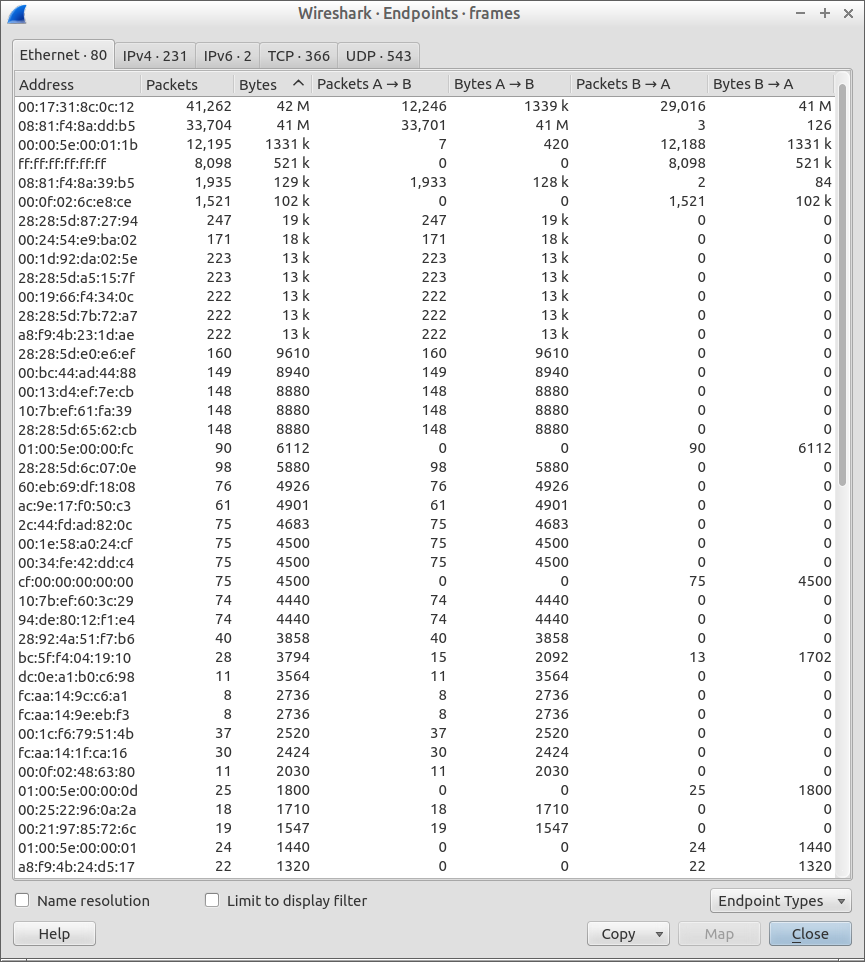 Wireshark · Endpoints · frames
Ethernet · 80 IPv4 · 231 IPv6 · 2 TCP · 366 UDP · 543
Address Packets Bytes Packets A → B Bytes A → B Packets B → A Bytes B → A
00:17:31:8c:0c:12 41,262 42 M 12,246 1339 k 29,016 41 M
08:81:f4:8a:dd:b5 33,704 41 M 33,701 41 M 3 126
00:00:5e:00:01:1b 12,195 1331 k 7 420 12,188 1331 k
ff:ff:ff:ff:ff:ff 8,098 521 k 0 0 8,098 521 k
08:81:f4:8a:39:b5 1,935 129 k 1,933 128 k 2 84
00:0f:02:6c:e8:ce 1,521 102 k 0 0 1,521 102 k
28:28:5d:87:27:94 247 19 k 247 19 k 0 0
00:24:54:e9:ba:02 171 18 k 171 18 k 0 0
00:1d:92:da:02:5e 223 13 k 223 13 k 0 0
28:28:5d:a5:15:7f 223 13 k 223 13 k 0 0
00:19:66:f4:34:0c 222 13 k 222 13 k 0 0
28:28:5d:7b:72:a7 222 13 k 222 13 k 0 0
a8:f9:4b:23:1d:ae 222 13 k 222 13 k 0 0
28:28:5d:e0:e6:ef 160 9610 160 9610 0 0
00:bc:44:ad:44:88 149 8940 149 8940 0 0
00:13:d4:ef:7e:cb 148 8880 148 8880 0 0
10:7b:ef:61:fa:39 148 8880 148 8880 0 0
28:28:5d:65:62:cb 148 8880 148 8880 0 0
01:00:5e:00:00:fc 90 6112 0 0 90 6112
28:28:5d:6c:07:0e 98 5880 98 5880 0 0
60:eb:69:df:18:08 76 4926 76 4926 0 0
ac:9e:17:f0:50:c3 61 4901 61 4901 0 0
2c:44:fd:ad:82:0c 75 4683 75 4683 0 0
00:1e:58:a0:24:cf 75 4500 75 4500 0 0
00:34:fe:42:dd:c4 75 4500 75 4500 0 0
cf:00:00:00:00:00 75 4500 0 0 75 4500
10:7b:ef:60:3c:29 74 4440 74 4440 0 0
94:de:80:12:f1:e4 74 4440 74 4440 0 0
28:92:4a:51:f7:b6 40 3858 40 3858 0 0
bc:5f:f4:04:19:10 28 3794 15 2092 13 1702
dc:0e:a1:b0:c6:98 11 3564 11 3564 0 0
fc:aa:14:9c:c6:a1 8 2736 8 2736 0 0
fc:aa:14:9e:eb:f3 8 2736 8 2736 0 0
00:1c:f6:79:51:4b 37 2520 37 2520 0 0
fc:aa:14:1f:ca:16 30 2424 30 2424 0 0
00:0f:02:48:63:80 11 2030 11 2030 0 0
01:00:5e:00:00:0d 25 1800 0 0 25 1800
00:25:22:96:0a:2a 18 1710 18 1710 0 0
00:21:97:85:72:6c 19 1547 19 1547 0 0
01:00:5e:00:00:01 24 1440 0 0 24 1440
a8:f9:4b:24:d5:17 22 1320 0 0 22 1320
Name resolution Limit to display filter Endpoint Types
Help Copy Map Close